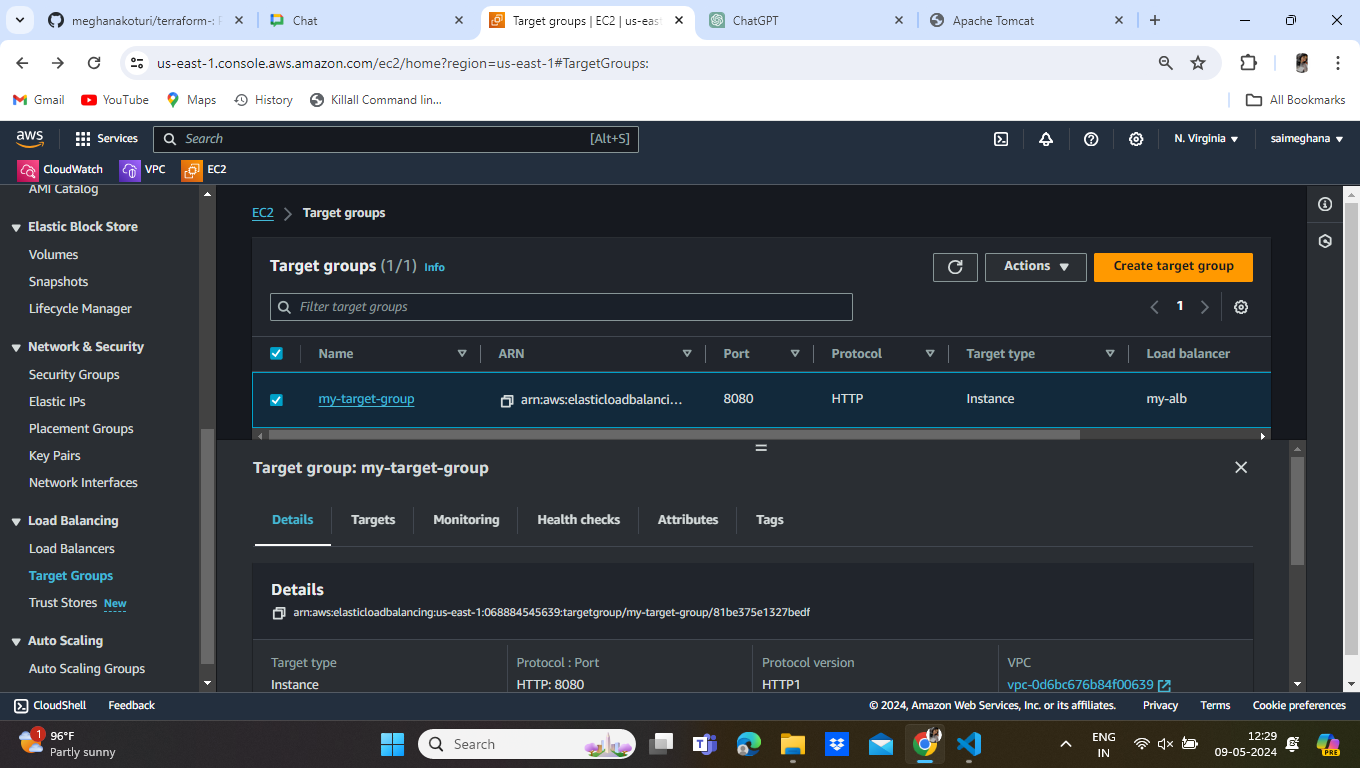 meghanakoturi/terraform-:
Chat
Target groups | EC2 | us-east
ChatGPT
Apache Tomcat
us-east-1.console.aws.amazon.com/ec2/home?region=us-east-1#TargetGroups:
Gmail YouTube Maps History Killall Command lin... All Bookmarks
aws Services Search [Alt+S] N. Virginia saimeghana
CloudWatch VPC EC2
AMI Catalog
Elastic Block Store
Volumes
Snapshots
Lifecycle Manager
Network & Security
Security Groups
Elastic IPs
Placement Groups
Key Pairs
Network Interfaces
Load Balancing
Load Balancers
Target Groups
Trust Stores New
Auto Scaling
Auto Scaling Groups
EC2 Target groups
Target groups (1/1) Info Actions Create target group
Filter target groups 1
Name ARN Port Protocol Target type Load balancer
my-target-group arn:aws:elasticloadbalanci... 8080 HTTP Instance my-alb
Target group: my-target-group
Details Targets Monitoring Health checks Attributes Tags
Details
arn:aws:elasticloadbalancing:us-east-1:068884545639:targetgroup/my-target-group/81be375e1327bedf
Target type Protocol : Port Protocol version VPC
Instance HTTP: 8080 HTTP1 vpc-0d6bc676b84f00639
CloudShell Feedback © 2024, Amazon Web Services, Inc. or its affiliates. Privacy Terms Cookie preferences
1 96°F
Partly sunny
Search
ENG
IN
12:29
09-05-2024
PRE